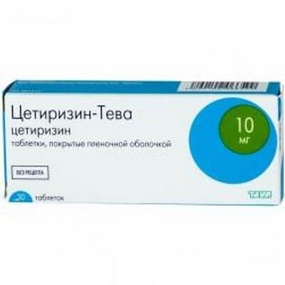 Цетиризин-Тева
цетиризин
таблетки, покрытые пленочной оболочкой
10
мг
БЕЗ РЕЦЕПТА
20 таблеток
TEVA